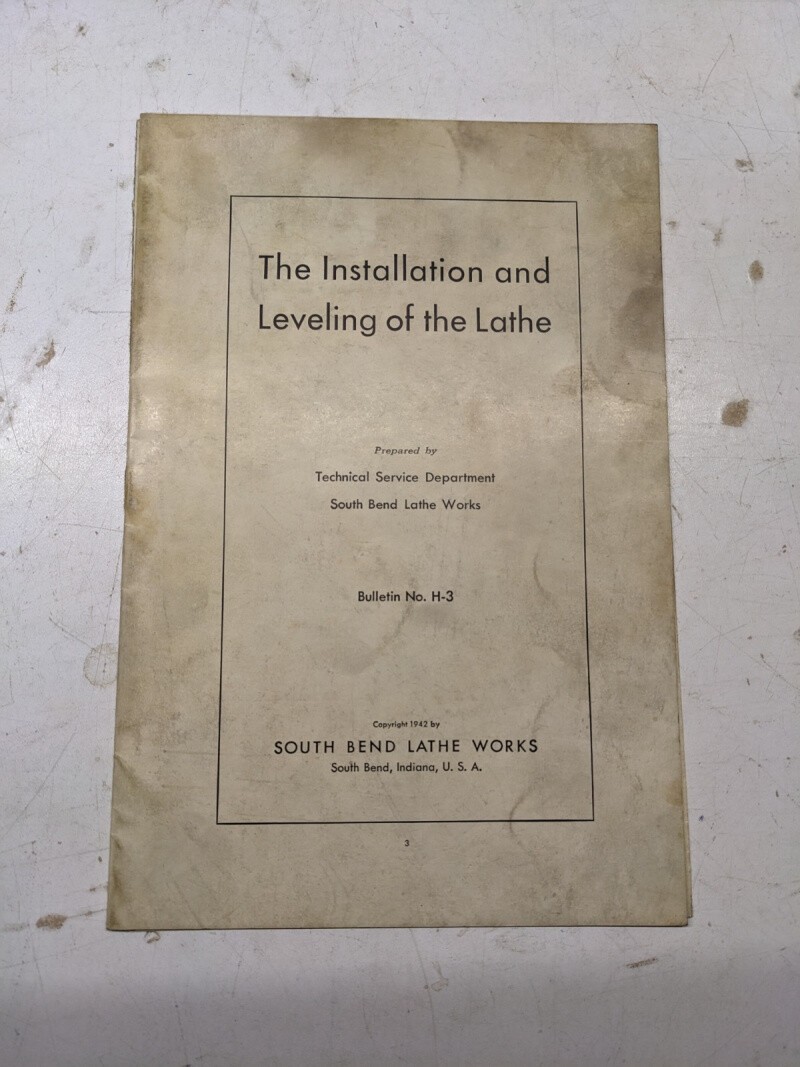 The Installation and
Leveling of the Lathe
Prepared by
Technical Service Department
South Bend Lathe Works
Bulletin No. H-3
Copyright 1942 by
SOUTH BEND LATHE WORKS
South Bend, Indiana, U. S. A.
3